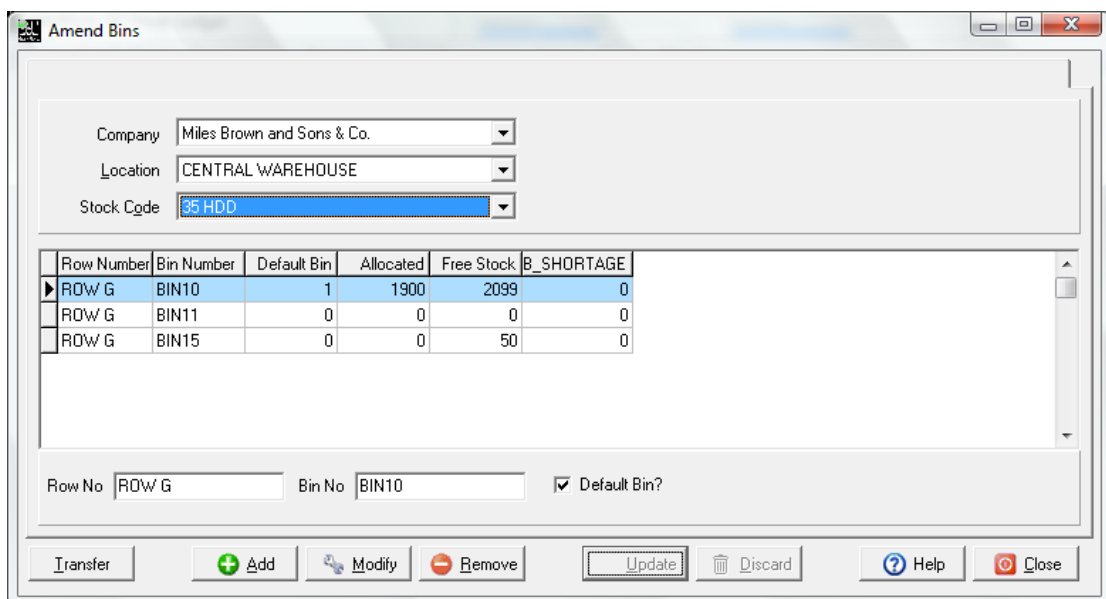 Amend Bins
Company Miles Brown and Sons & Co.
Location CENTRAL WAREHOUSE
Stock Code 35 HDD
Row Number Bin Number Default Bin Allocated Free Stock B_SHORTAGE
ROW G BIN10 1 1900 2099 0
ROW G BIN11 0 0 0 0
ROW G BIN15 0 0 50 0
Row No ROW G Bin No BIN10 Default Bin?
Transfer Add Modify Remove Update Discard Help Close